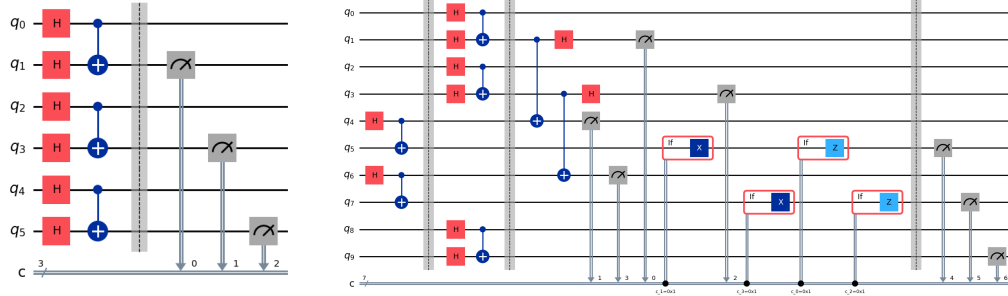 q0 H
q1 H
q2 H
q3 H
q4 H
q5 H
c 3 0 1 2
q0 H
q1 H H
q2 H
q3 H H
q4 H
q5 If X If Z
q6 H
q7 If X If Z
q8 H
q9 H
c 7 1 3 0 2 4 5 6
c_1=0x1 c_3=0x1 c_0=0x1 c_2=0x1